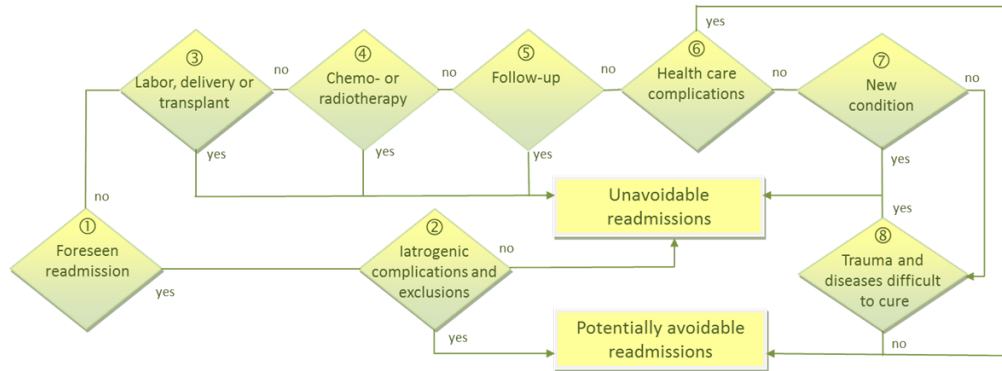 ③
Labor, delivery or
transplant
no
yes
④
Chemo- or
radiotherapy
no
yes
⑤
Follow-up
no
yes
⑥
Health care
complications
yes
no
⑦
New
condition
no
yes
①
Foreseen
readmission
no
yes
②
Iatrogenic
complications and
exclusions
no
yes
Unavoidable
readmissions
yes
⑧
Trauma and
diseases difficult
to cure
no
Potentially avoidable
readmissions